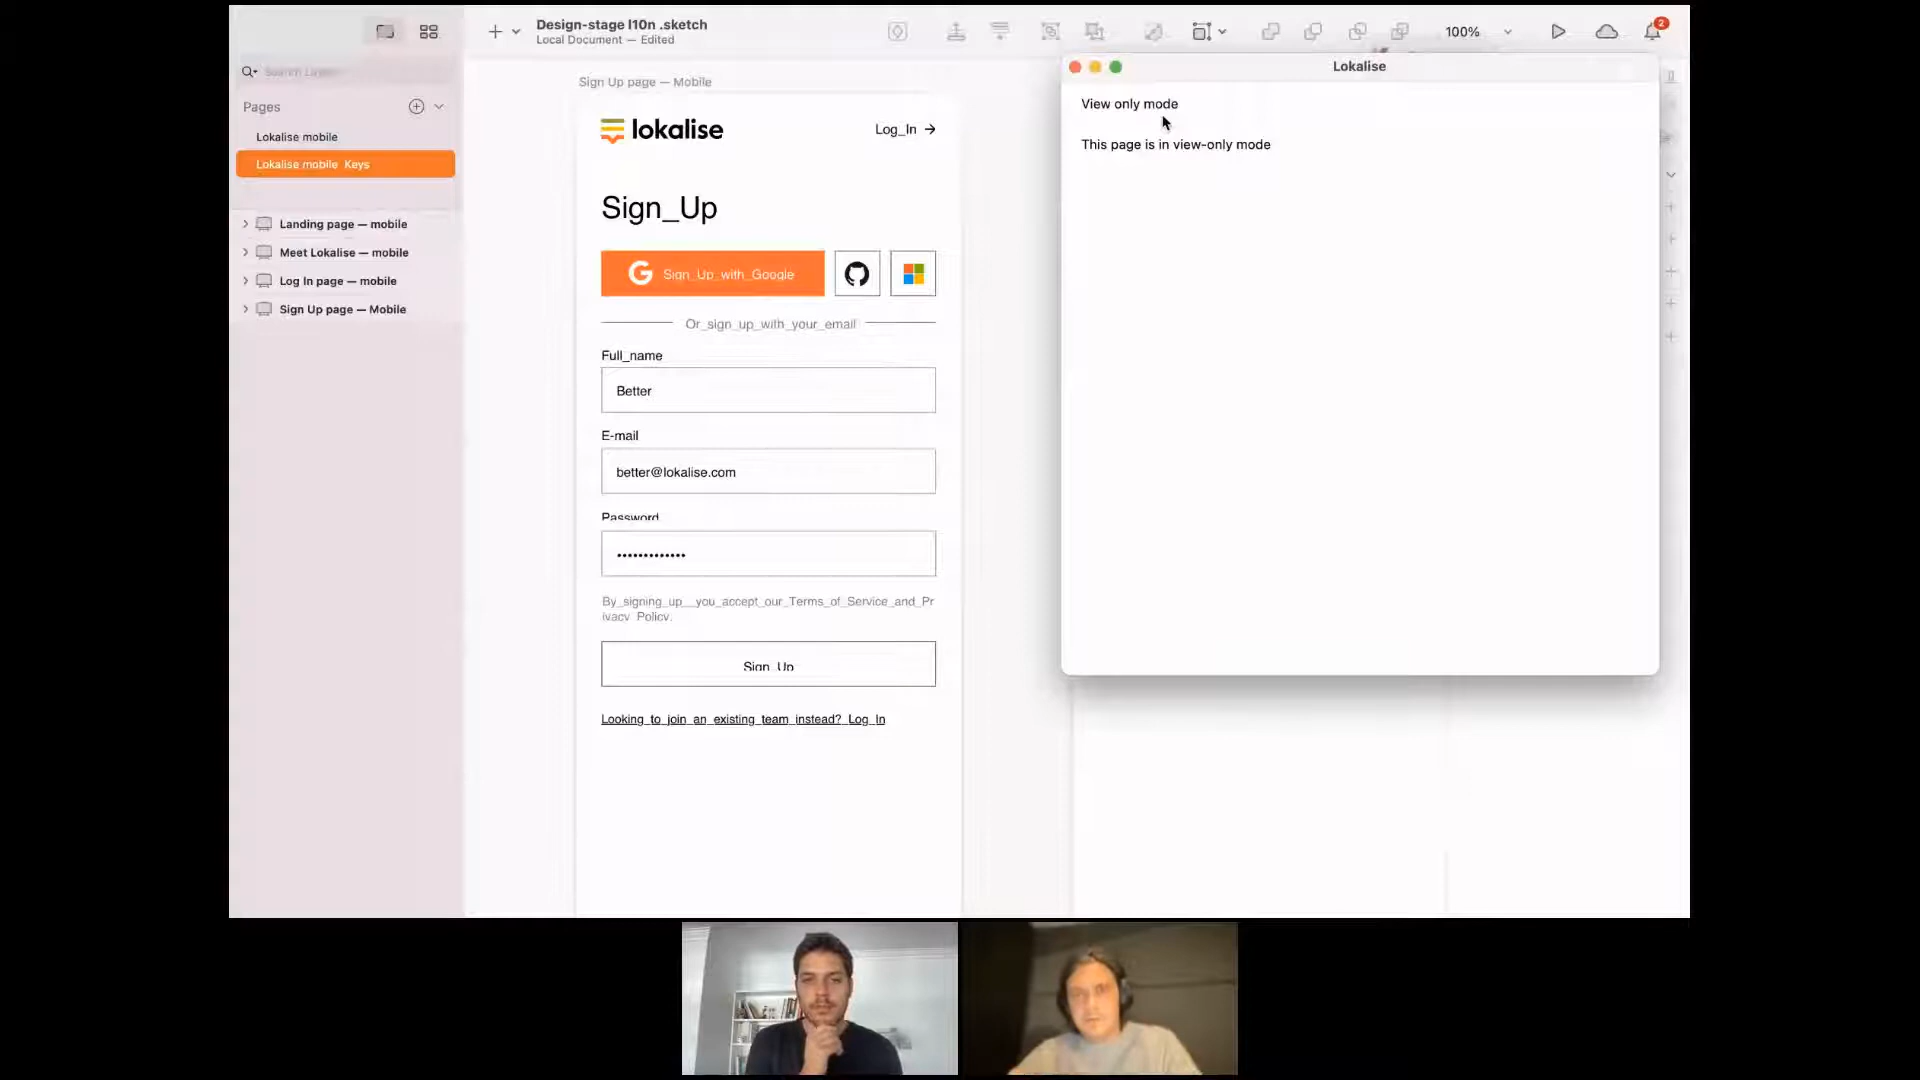 Design-stage l10n .sketch
Local Document — Edited
100%
2
Search Layers
Pages
Lokalise mobile
Lokalise mobile_Keys
Landing page — mobile
Meet Lokalise — mobile
Log In page — mobile
Sign Up page — Mobile
Sign Up page — Mobile
lokalise
Log_In →
Sign_Up
Sign_Up_with_Google
Or_sign_up_with_your_email
Full_name
Better
E-mail
better@lokalise.com
Password
•••••••••••••
By_signing_up__you_accept_our_Terms_of_Service_and_Pr
ivacy_Policy.
Sign_Up
Looking_to_join_an_existing_team_instead?_Log_In
Lokalise
View only mode
This page is in view-only mode